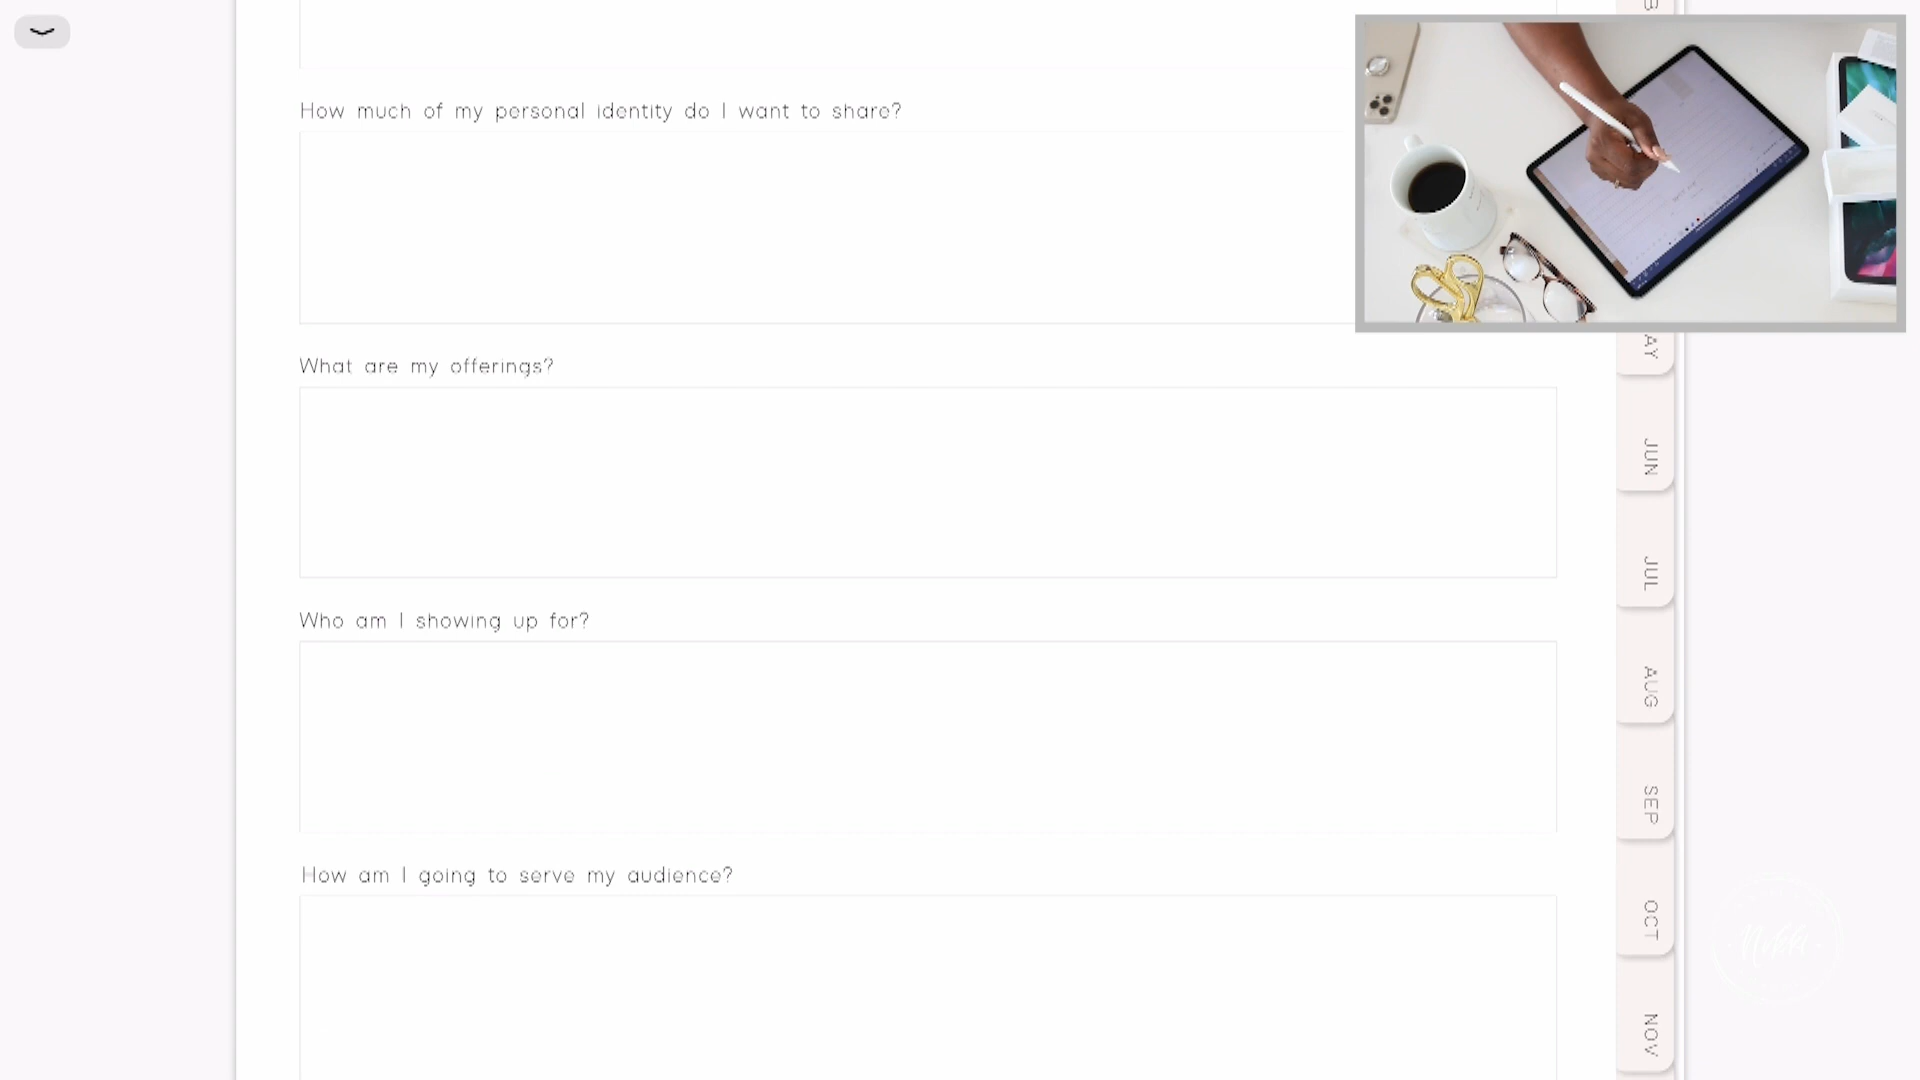 How much of my personal identity do I want to share?
What are my offerings?
Who am I showing up for?
How am I going to serve my audience?
AY
JUN
JUL
AUG
SEP
OCT
NOV
Nikki